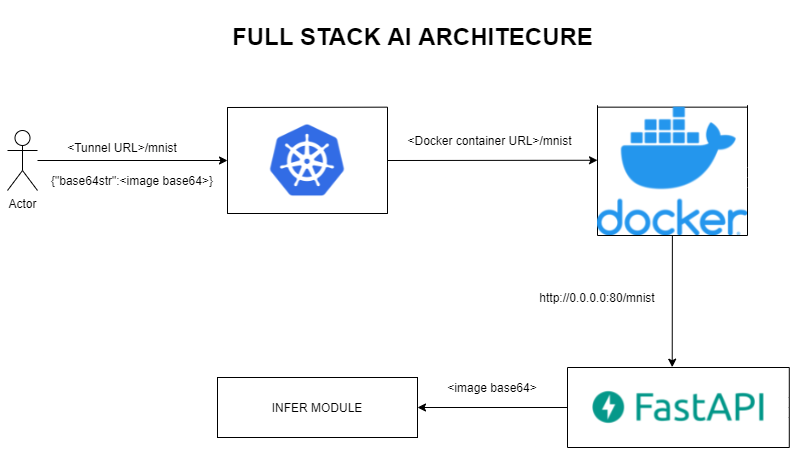 FULL STACK AI ARCHITECURE
<Tunnel URL>/mnist
{"base64str":<image base64>}
Actor
<Docker container URL>/mnist
docker
http://0.0.0.0:80/mnist
<image base64>
INFER MODULE
FastAPI